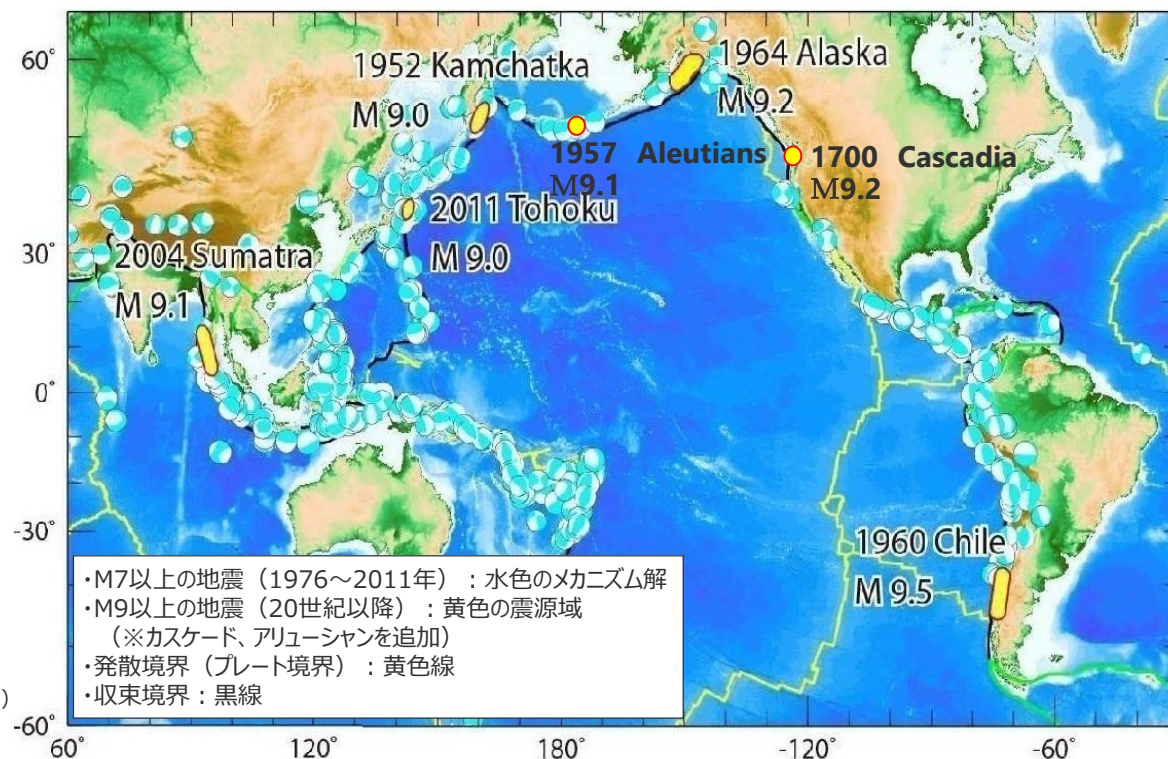 60°
1952 Kamchatka
M 9.0
1964 Alaska
M 9.2
1957 Aleutians
M9.1
1700 Cascadia
M9.2
2011 Tohoku
M 9.0
30°
2004 Sumatra
M 9.1
0°
-30°
1960 Chile
M 9.5
・M7以上の地震（1976～2011年）：水色のメカニズム解
・M9以上の地震（20世紀以降）：黄色の震源域
（※カスケード、アリューシャンを追加）
・発散境界（プレート境界）：黄色線
・収束境界：黒線
）
-60°
60°
120°
180°
-120°
-60°